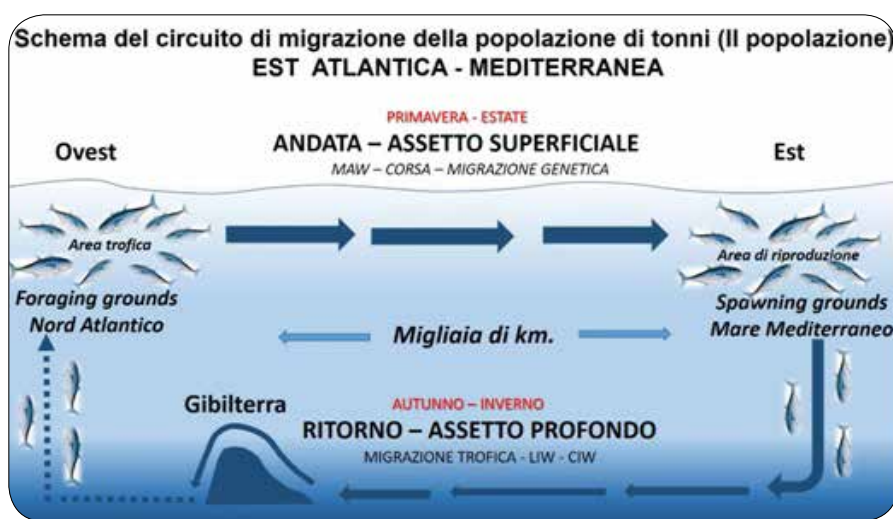 Schema del circuito di migrazione della popolazione di tonni (II popolazione)
EST ATLANTICA - MEDITERRANEA
PRIMAVERA - ESTATE
Ovest
ANDATA – ASSETTO SUPERFICIALE
Est
MAW – CORSA – MIGRAZIONE GENETICA
Area trofica
Area di riproduzione
Foraging grounds
Nord Atlantico
Spawning grounds
Mare Mediterraneo
Migliaia di km.
Gibilterra
AUTUNNO – INVERNO
RITORNO – ASSETTO PROFONDO
MIGRAZIONE TROFICA - LIW - CIW